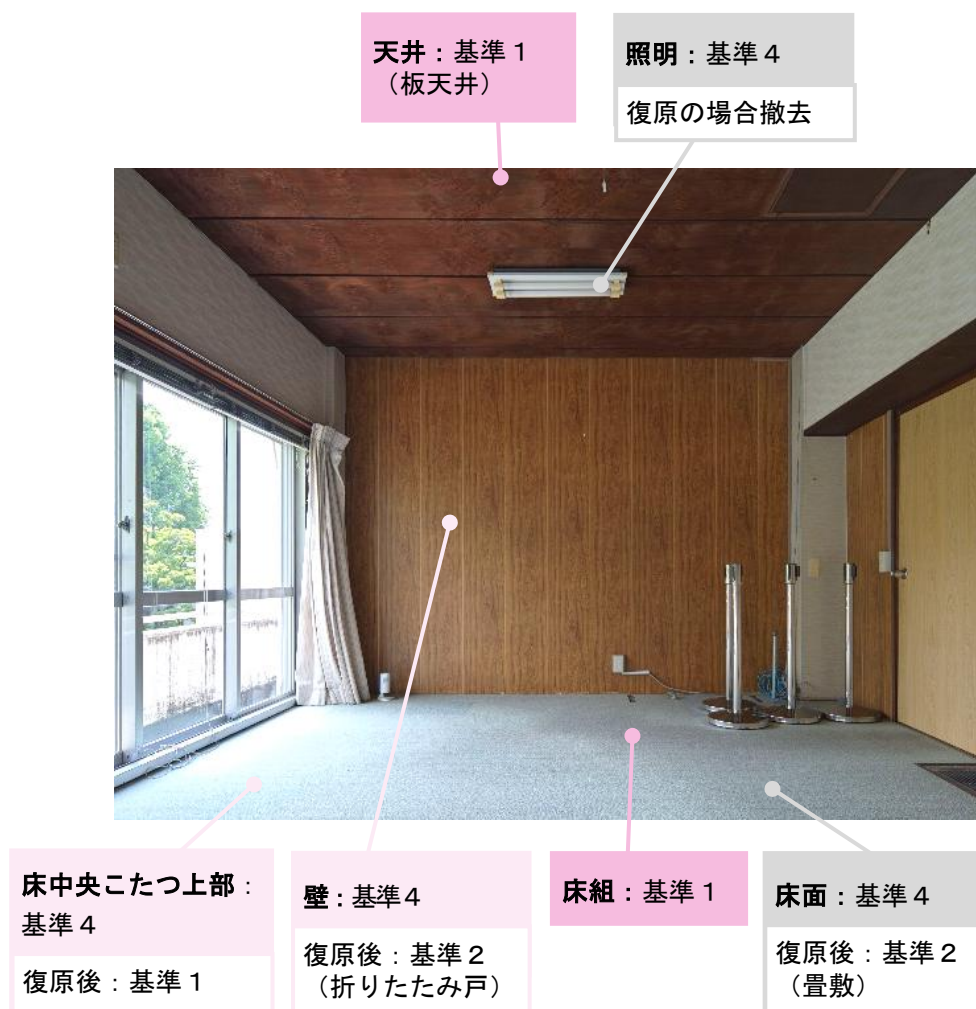 天井：基準１
（板天井）
照明：基準４
復原の場合撤去
床中央こたつ上部：
基準４
復原後：基準１
壁：基準４
復原後：基準２
（折りたたみ戸）
床組：基準１
床面：基準４
復原後：基準２
（畳敷）